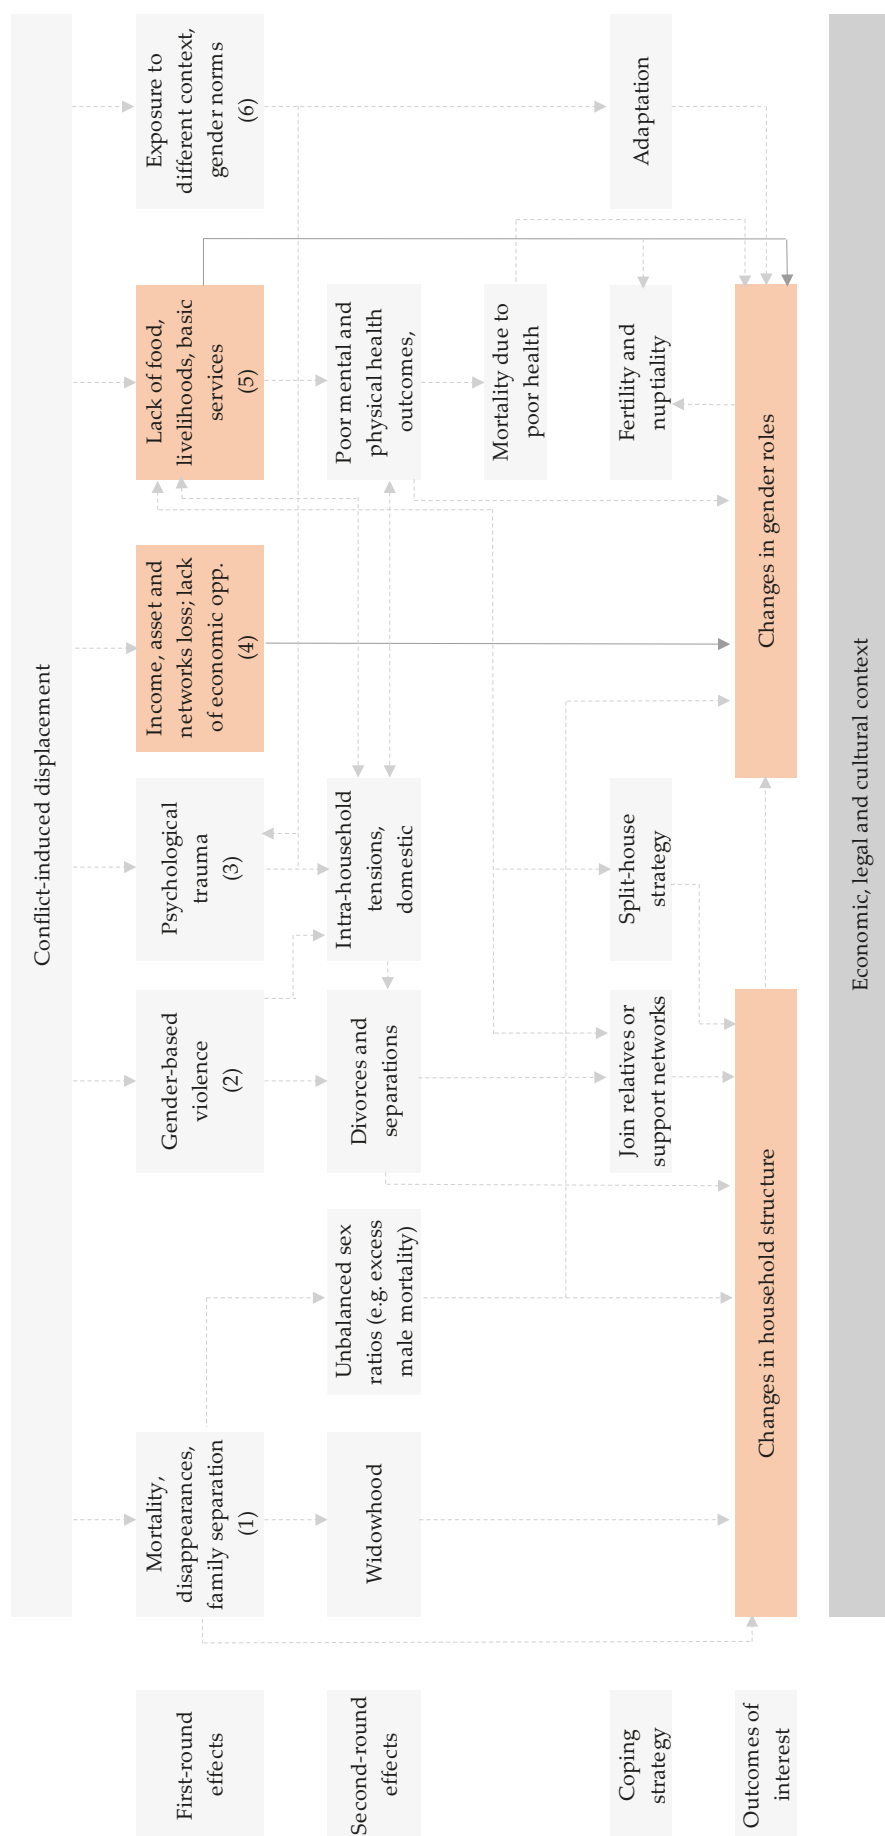 Conflict-induced displacement
First-round
effects
Mortality,
disappearances,
family separation
(1)
Gender-based
violence
(2)
Psychological
trauma
(3)
Income, asset and
networks loss; lack
of economic opp.
(4)
Lack of food,
livelihoods, basic
services
(5)
Exposure to
different context,
gender norms
(6)
Second-round
effects
Widowhood
Unbalanced sex
ratios (e.g. excess
male mortality)
Divorces and
separations
Intra-household
tensions,
domestic
Poor mental and
physical health
outcomes,
Mortality due to
poor health
Coping
strategy
Join relatives or
support networks
Split-house
strategy
Fertility and
nuptiality
Adaptation
Outcomes of
interest
Changes in household structure
Changes in gender roles
Economic, legal and cultural context